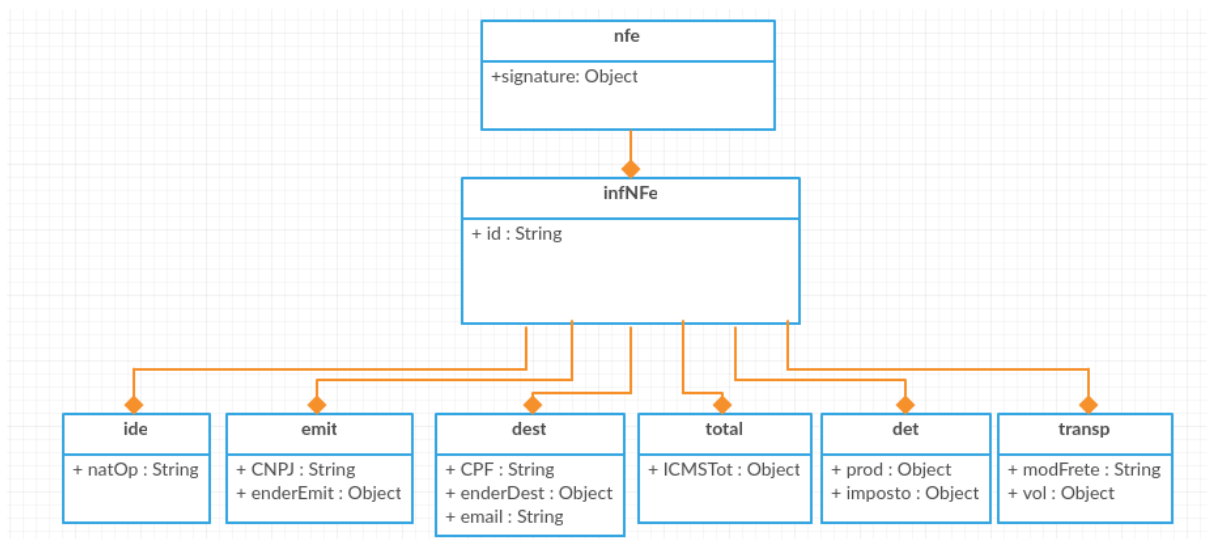 nfe
+signature: Object
infNFe
+ id : String
ide
+ natOp : String
emit
+ CNPJ : String
+ enderEmit : Object
dest
+ CPF : String
+ enderDest : Object
+ email : String
total
+ ICMSTot : Object
det
+ prod : Object
+ imposto : Object
transp
+ modFrete : String
+ vol : Object